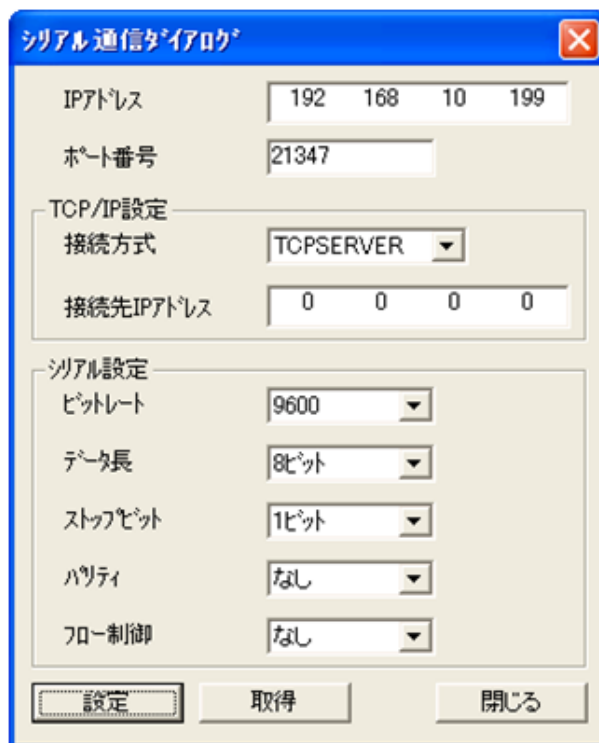 シリアル通信ダイアログ
IPアドレス 192 168 10 199
ポート番号 21347
TCP/IP設定
接続方式 TCPSERVER
接続先IPアドレス 0 0 0 0
シリアル設定
ビットレート 9600
データ長 8ビット
ストップビット 1ビット
パリティ なし
フロー制御 なし
設定 取得 閉じる